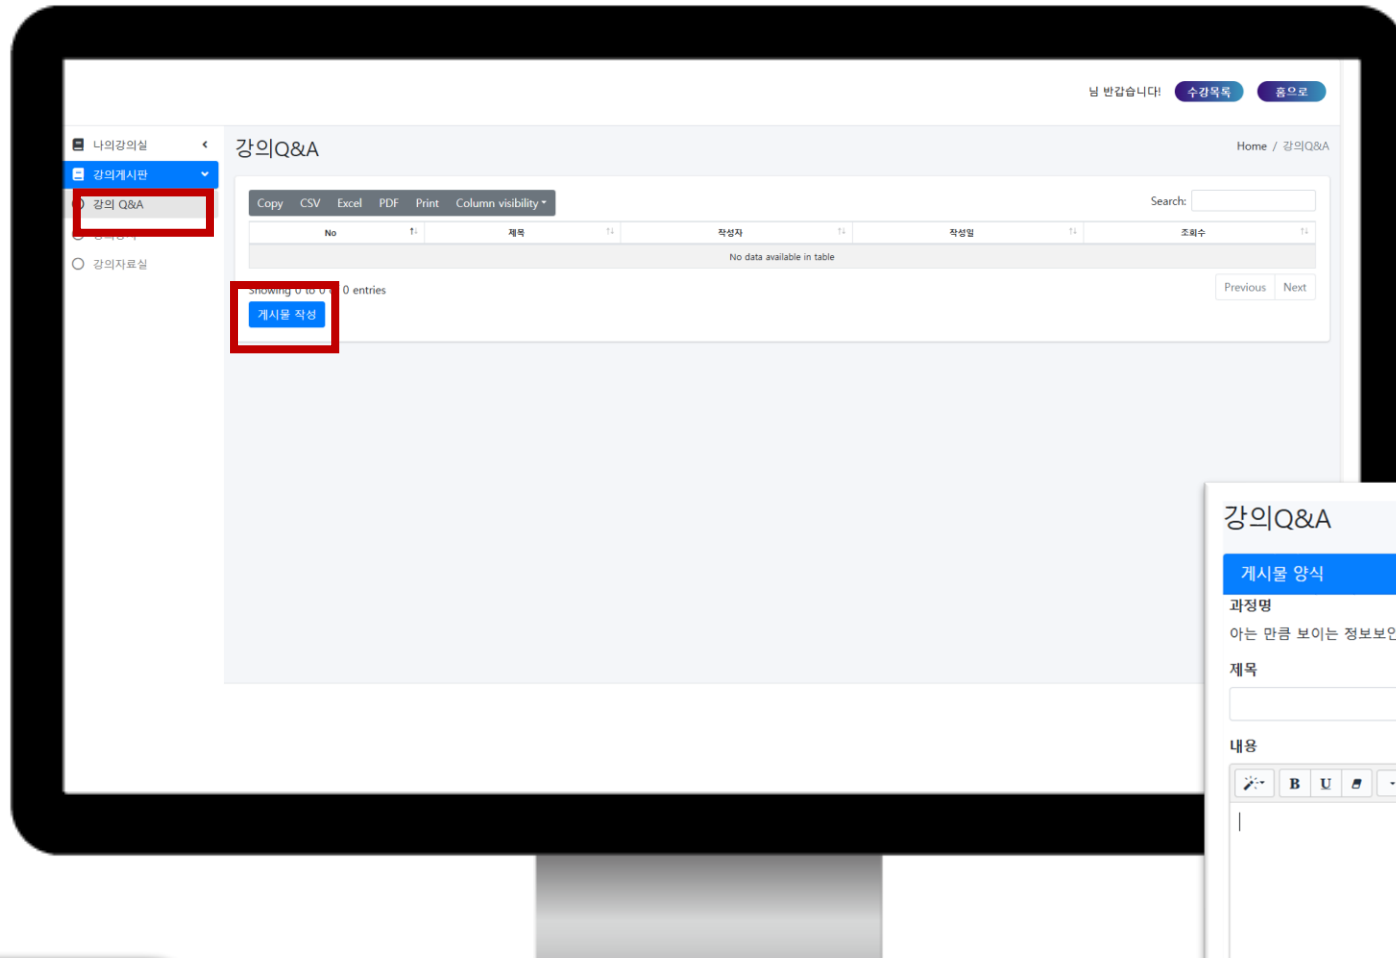 님 반갑습니다! 수강목록 홈으로
나의강의실
강의Q&A
Home / 강의Q&A
강의게시판
강의 Q&A
강의자료실
Copy CSV Excel PDF Print Column visibility
Search:
No 제목 작성자 작성일 조회수
No data available in table
Showing 0 to 0 0 entries
Previous Next
게시물 작성
강의Q&A
게시물 양식
과정명
아는 만큼 보이는 정보보안
제목
내용
B U